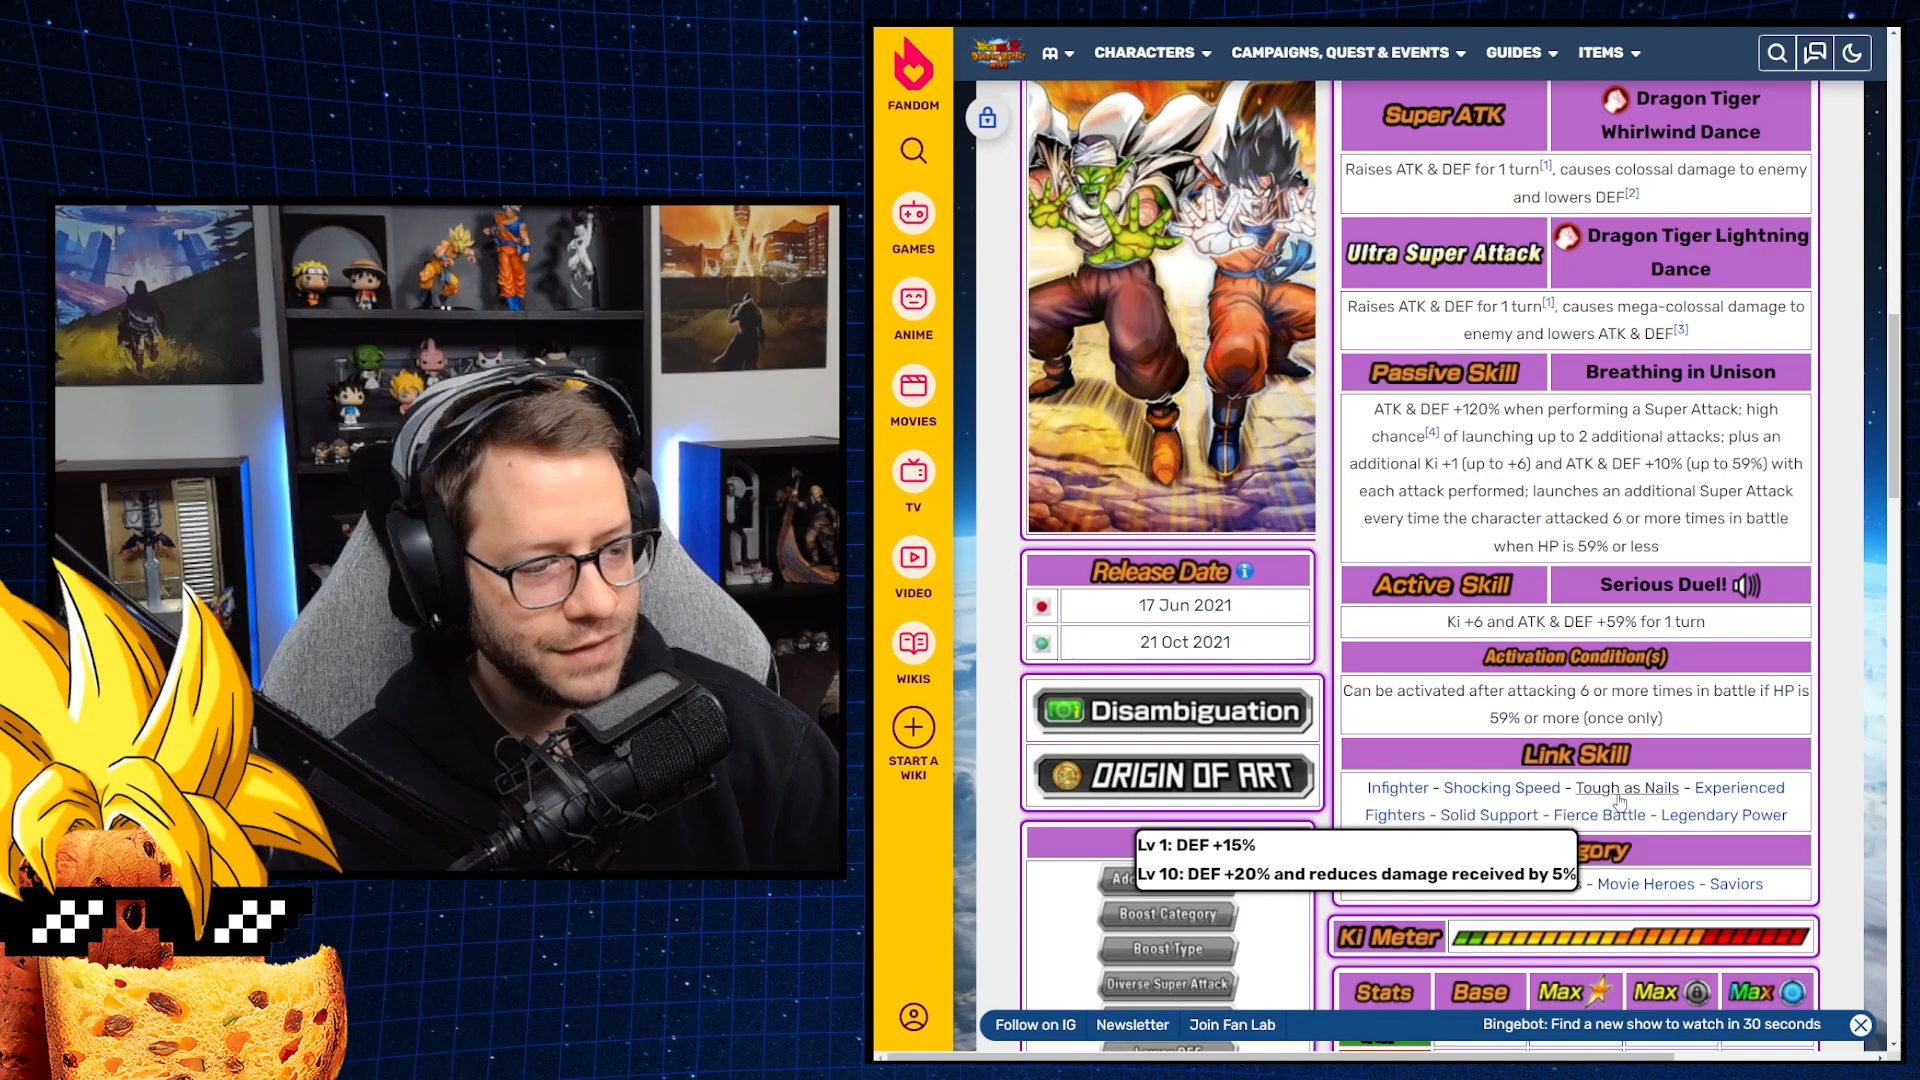 FANDOM
GAMES
ANIME
MOVIES
TV
VIDEO
WIKIS
START A
WIKI
CHARACTERS
CAMPAIGNS, QUEST & EVENTS
GUIDES
ITEMS
Super ATK
Dragon Tiger
Whirlwind Dance
Raises ATK & DEF for 1 turn[1], causes colossal damage to enemy
and lowers DEF[2]
Ultra Super Attack
Dragon Tiger Lightning
Dance
Raises ATK & DEF for 1 turn[1], causes mega-colossal damage to
enemy and lowers ATK & DEF[3]
Passive Skill
Breathing in Unison
ATK & DEF +120% when performing a Super Attack; high
chance[4] of launching up to 2 additional attacks; plus an
additional Ki +1 (up to +6) and ATK & DEF +10% (up to 59%) with
each attack performed; launches an additional Super Attack
every time the character attacked 6 or more times in battle
when HP is 59% or less
Active Skill
Serious Duel!
Ki +6 and ATK & DEF +59% for 1 turn
Activation Condition(s)
Can be activated after attacking 6 or more times in battle if HP is
59% or more (once only)
Link Skill
Infighter - Shocking Speed - Tough as Nails - Experienced
Fighters - Solid Support - Fierce Battle - Legendary Power
gory
- Movie Heroes - Saviors
Lv 1: DEF +15%
Lv 10: DEF +20% and reduces damage received by 5%
Ki Meter
Stats
Base
Max
Max
Max
Release Date
17 Jun 2021
21 Oct 2021
Disambiguation
ORIGIN OF ART
Boost Category
Boost Type
Diverse Super Attack
Follow on IG
Newsletter
Join Fan Lab
Bingebot: Find a new show to watch in 30 seconds